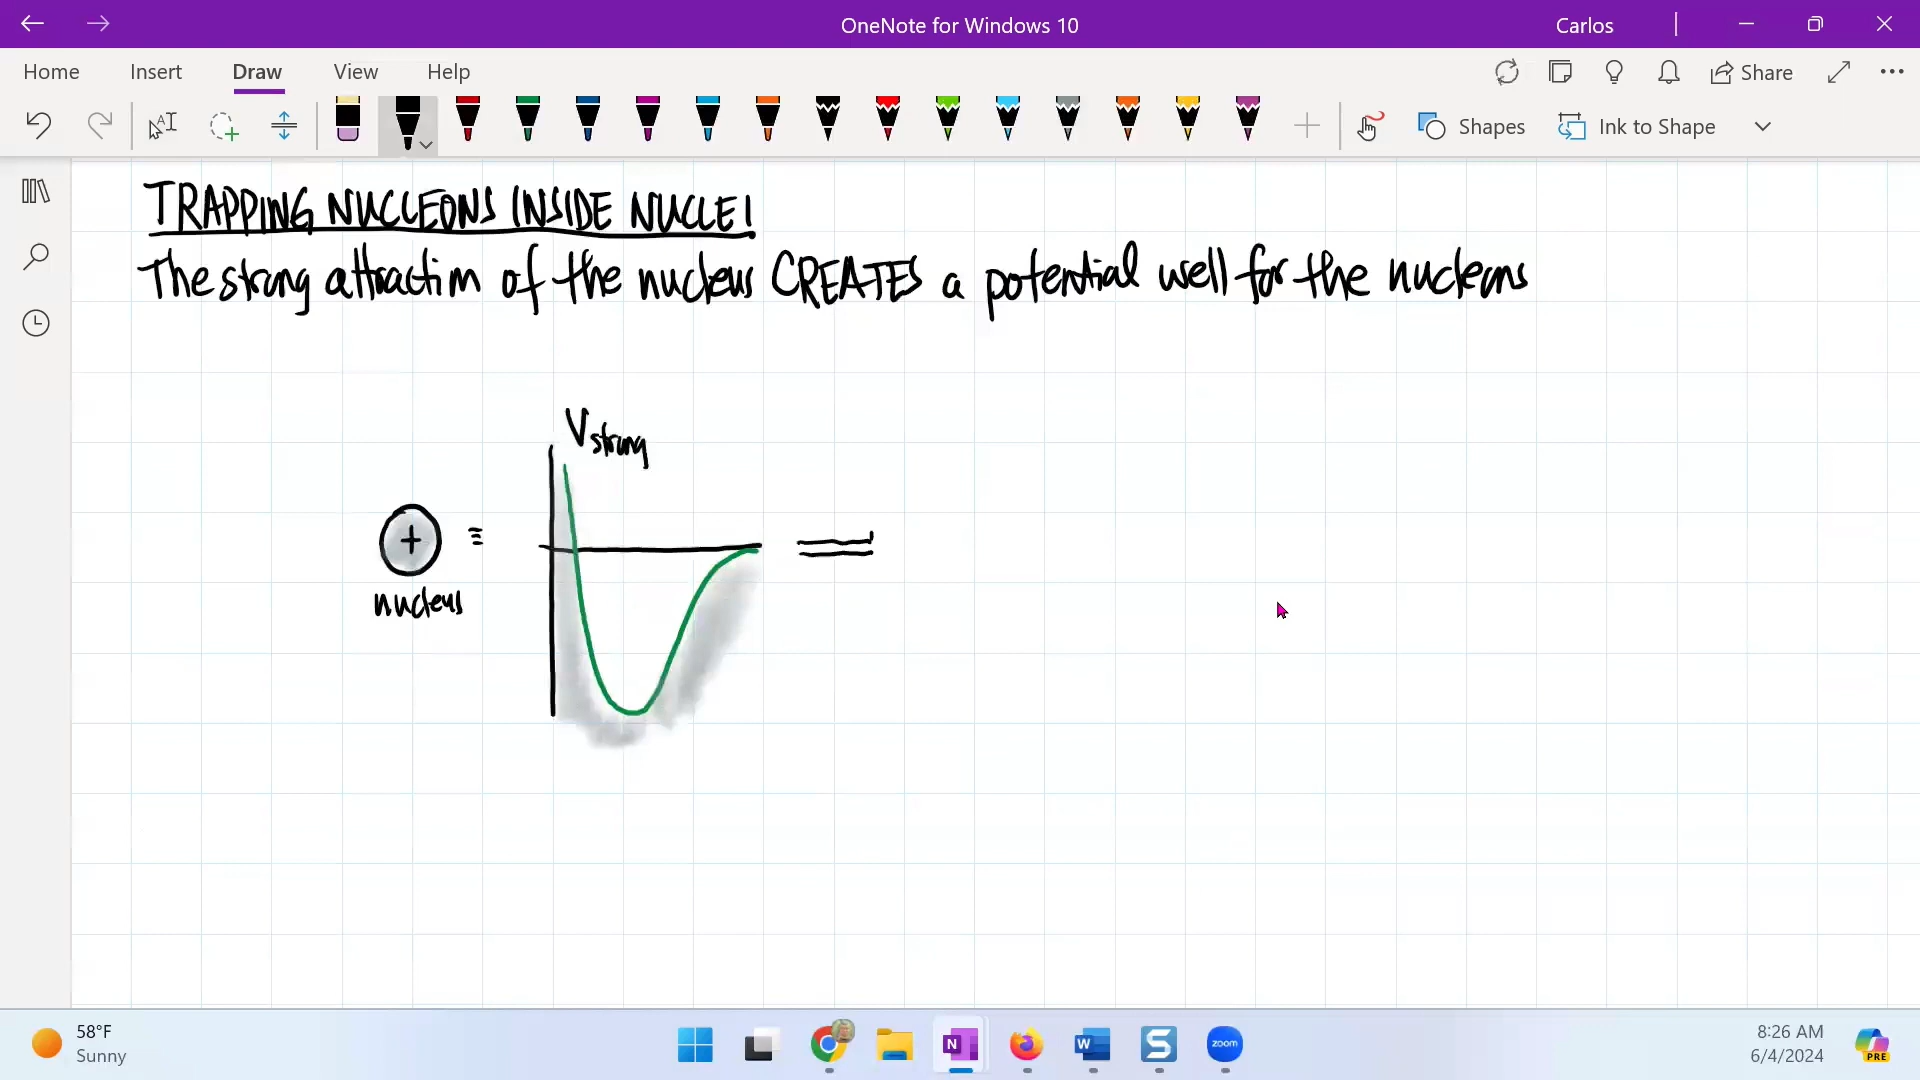 OneNote for Windows 10
Carlos
Home Insert Draw View Help
Share
Shapes
Ink to Shape
TRAPPING NUCLEONS INSIDE NUCLEI
The strong attraction of the nucleus CREATES a potential well for the nucleons
Vstrong
+ ≡
nucleus
58°F
Sunny
N
W
S
zoom
8:26 AM
6/4/2024
PRE